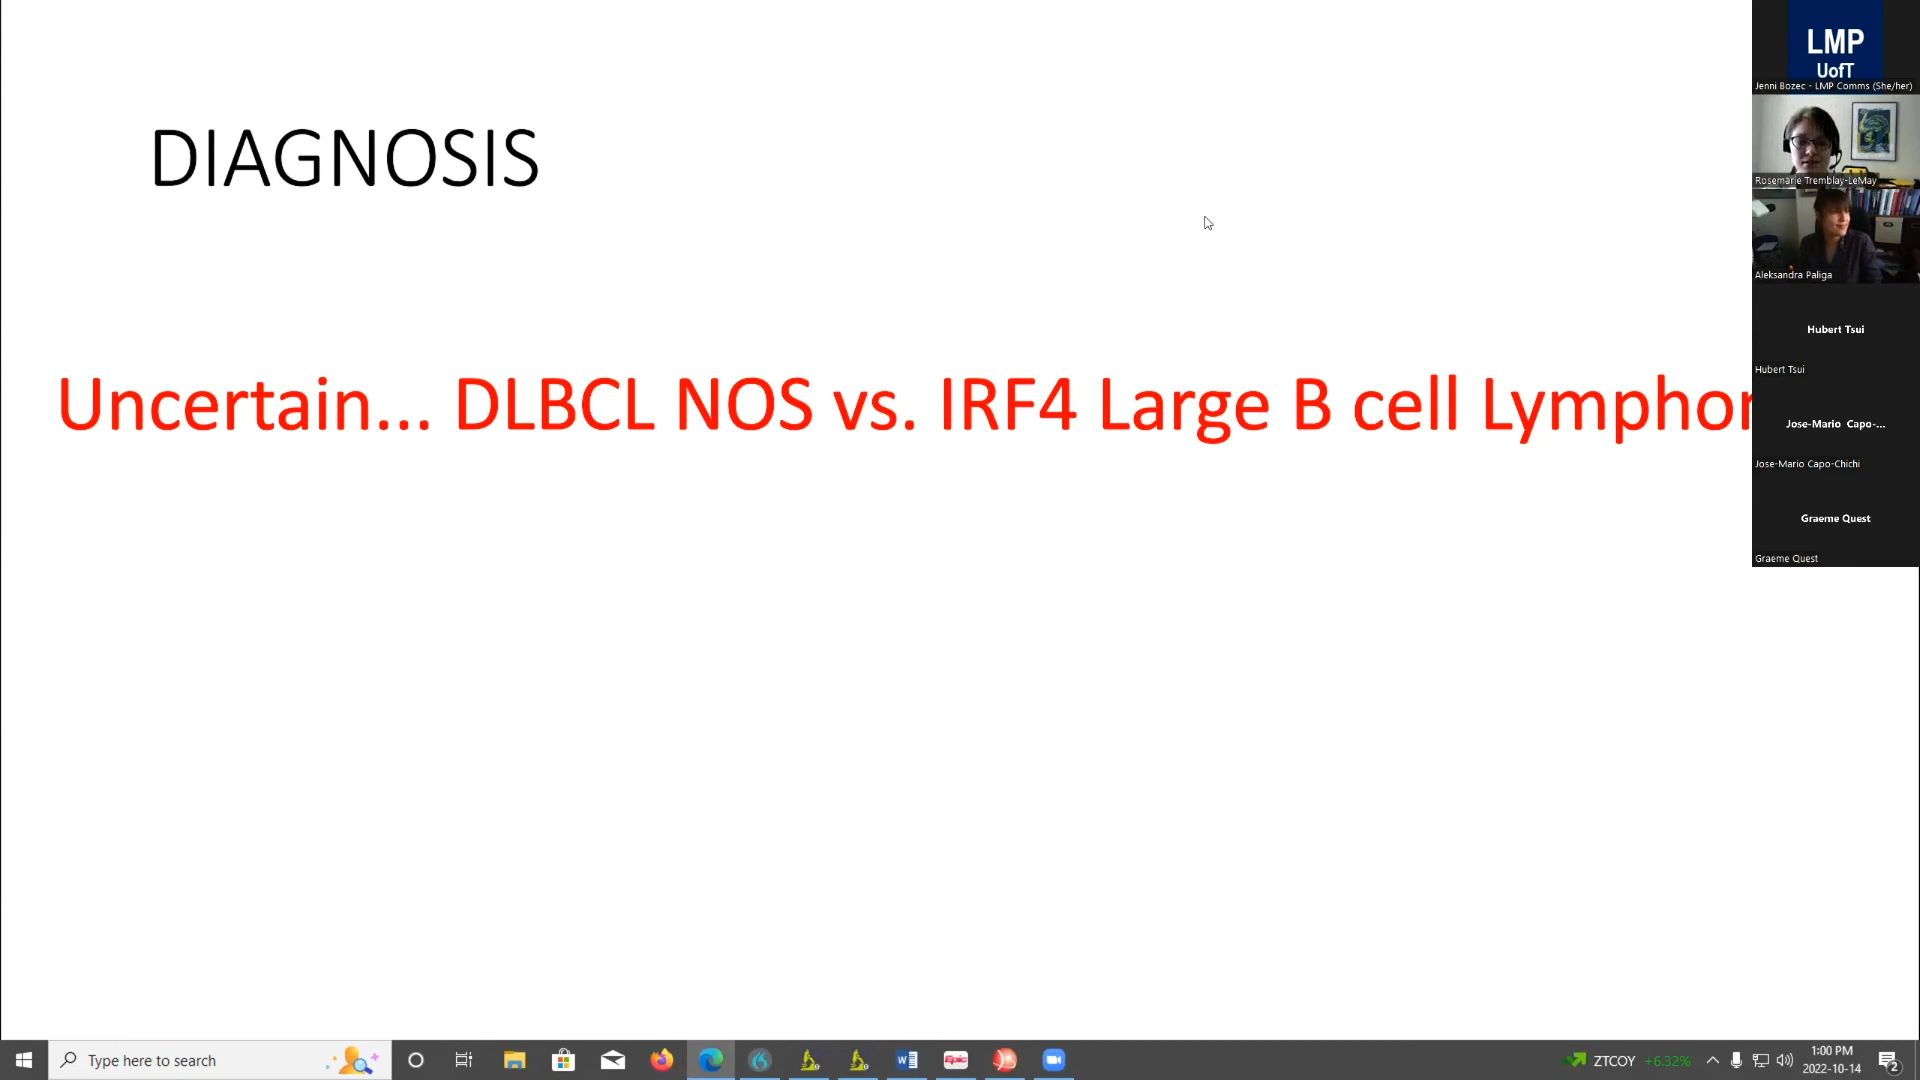 DIAGNOSIS
Uncertain... DLBCL NOS vs. IRF4 Large B cell Lymphor
LMP
UofT
Jenni Bozec - LMP Comms (She/her)
Rosemarie Tremblay-LeMay
Aleksandra Paliga
Hubert Tsui
Hubert Tsui
Jose-Mario Capo-...
Jose-Mario Capo-Chichi
Graeme Quest
Graeme Quest
Type here to search
Epic
ZTCOY +6.32%
1:00 PM
2022-10-14
2